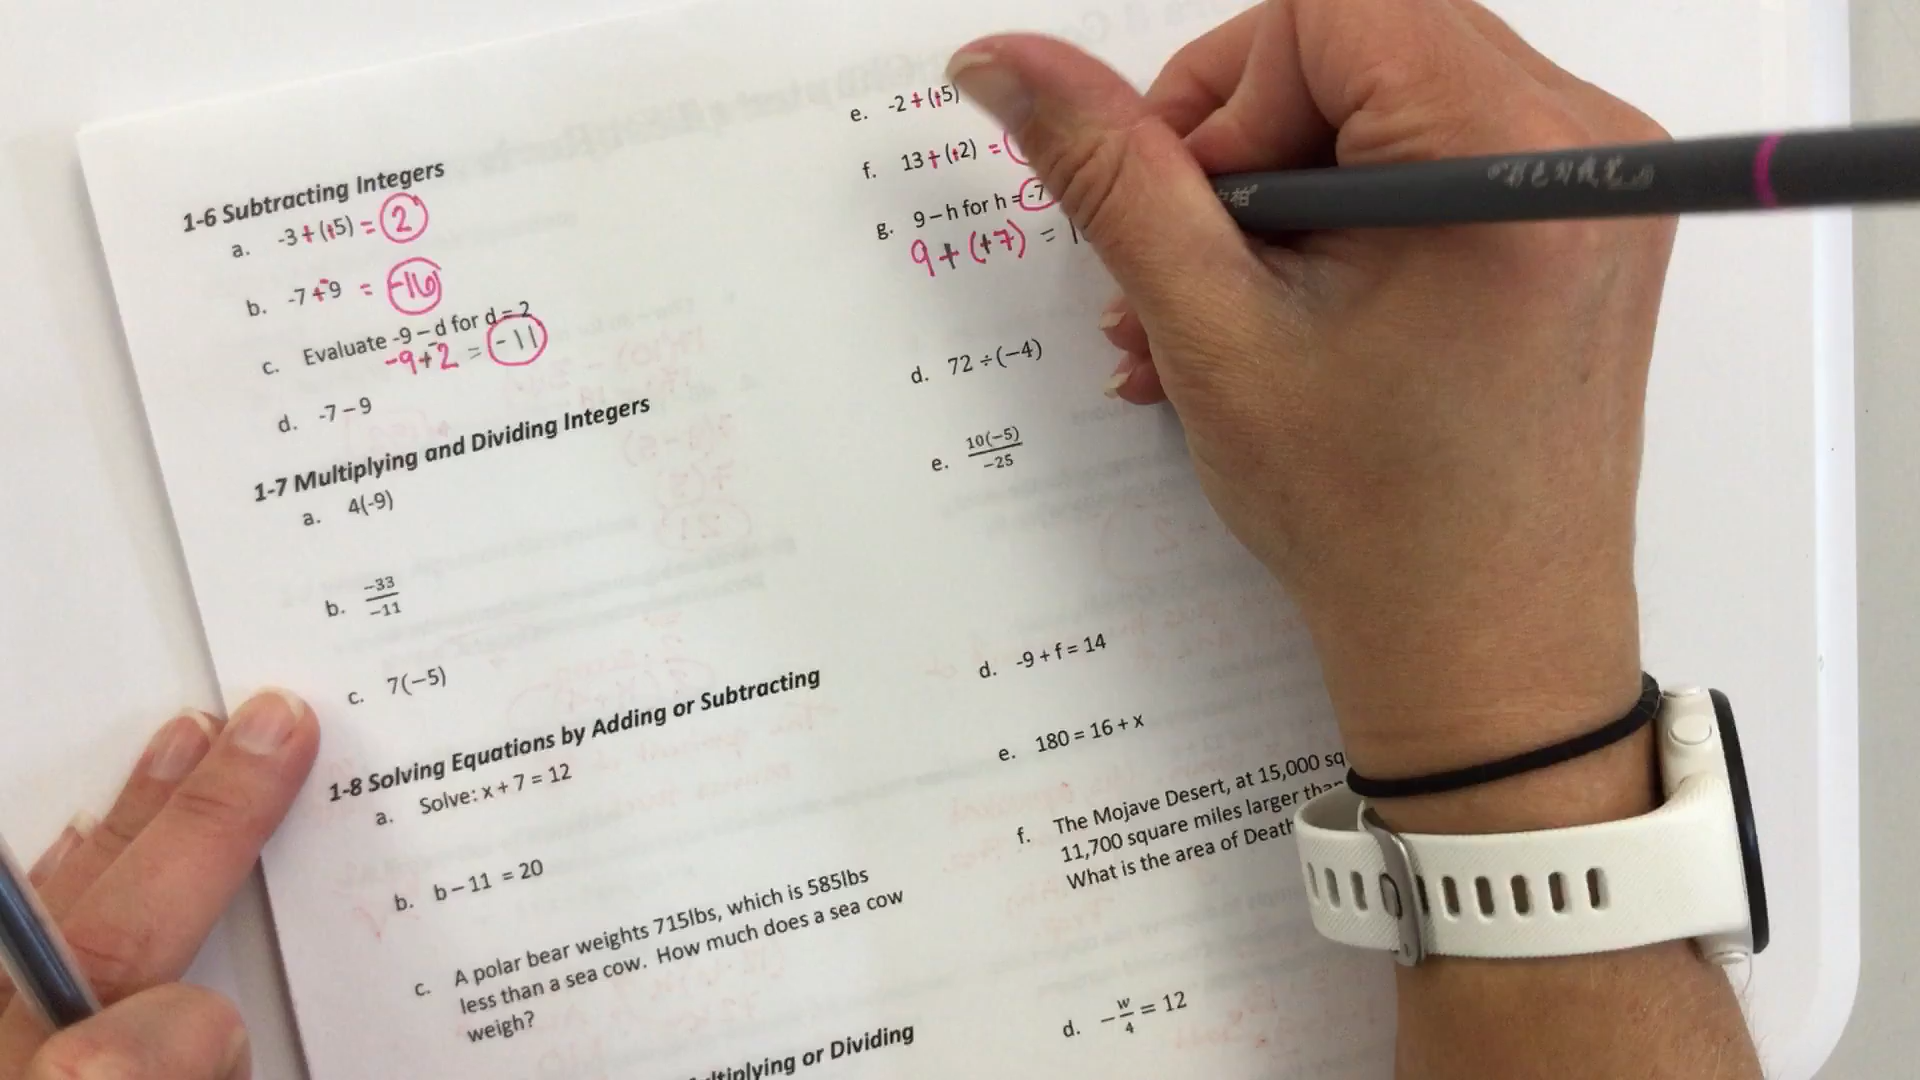 1-6 Subtracting Integers
a. -3 + (+5) = 2
b. -7 + -9 = -16
c. Evaluate -9 – d for d = 2
-9 + -2 = -11
d. -7 – 9
1-7 Multiplying and Dividing Integers
a. 4(-9)
b. −33/−11
c. 7(−5)
1-8 Solving Equations by Adding or Subtracting
a. Solve: x + 7 = 12
b. b – 11 = 20
c. A polar bear weights 715lbs, which is 585lbs
less than a sea cow. How much does a sea cow
weigh?
ltiplying or Dividing
e. -2 + (+5)
f. 13 + (+2) =
g. 9 – h for h = -7
9 + (+7) = 1
d. 72 ÷ (−4)
e. 10(−5)/−25
d. -9 + f = 14
e. 180 = 16 + x
f. The Mojave Desert, at 15,000 sq
11,700 square miles larger than
What is the area of Death
d. −w/4 = 12